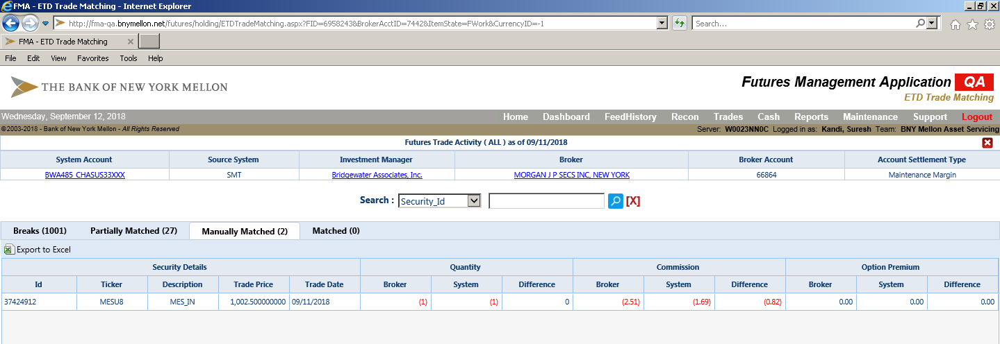 FMA - ETD Trade Matching - Internet Explorer
http://fma-qa.bnymellon.net/futures/holding/ETDTradeMatching.aspx?FID=6958243&BrokerAcctID=7442&ItemState=FWork&CurrencyID=-1 Search...
FMA - ETD Trade Matching
File Edit View Favorites Tools Help
THE BANK OF NEW YORK MELLON Futures Management Application QA
ETD Trade Matching
Wednesday, September 12, 2018 Home Dashboard FeedHistory Recon Trades Cash Reports Maintenance Support Logout
©2003-2018 - Bank of New York Mellon - All Rights Reserved Server: W0023NN0C Logged in as: Kandi, Suresh Team: BNY Mellon Asset Servicing
Futures Trade Activity ( ALL ) as of 09/11/2018
System Account Source System Investment Manager Broker Broker Account Account Settlement Type
BWA485_CHASUS33XXX SMT Bridgewater Associates, Inc. MORGAN J P SECS INC, NEW YORK 66864 Maintenance Margin
Search : Security_Id [X]
Breaks (1001) Partially Matched (27) Manually Matched (2) Matched (0)
Export to Excel
Security Details Quantity Commission Option Premium
Id Ticker Description Trade Price Trade Date Broker System Difference Broker System Difference Broker System Difference
37424912 MESU8 MES_IN 1,002.500000000 09/11/2018 (1) (1) 0 (2.51) (1.69) (0.82) 0.00 0.00 0.00